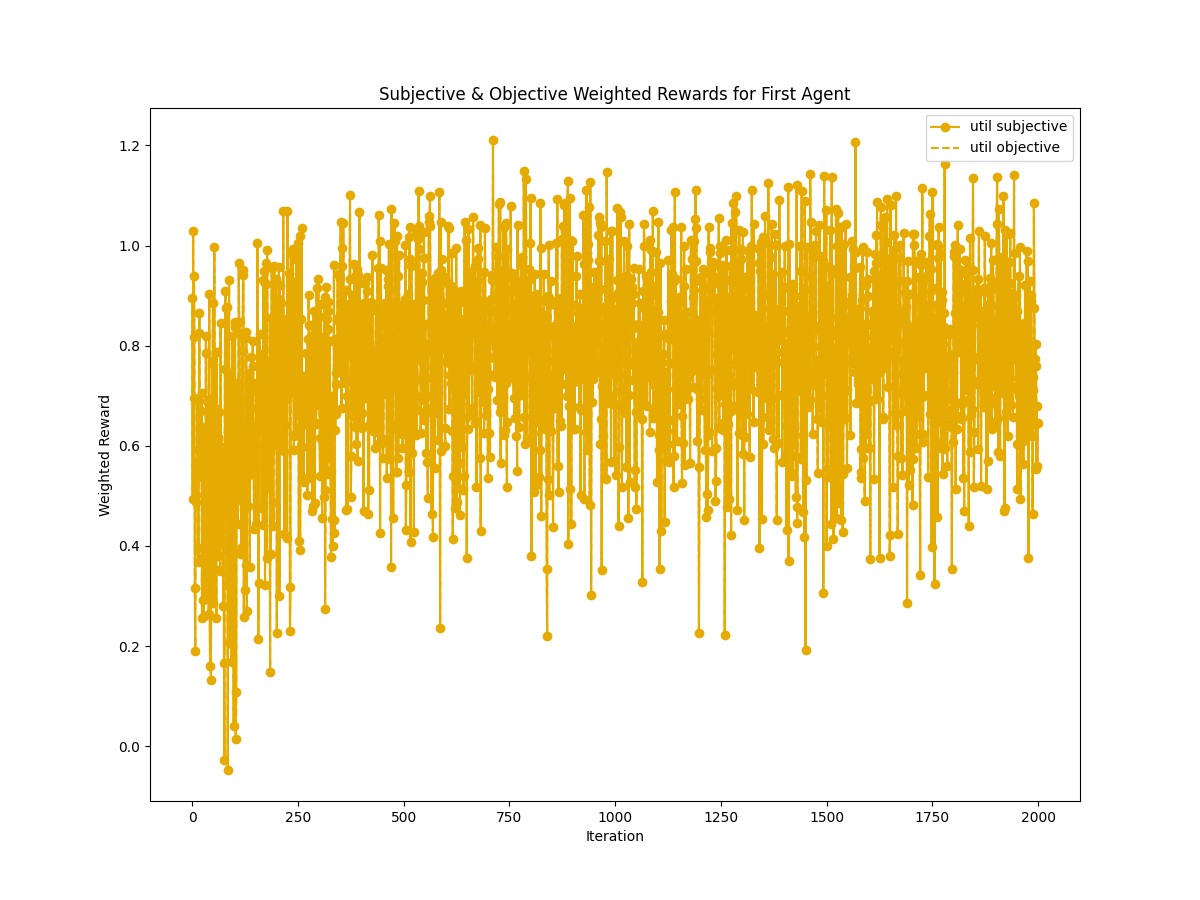 Subjective & Objective Weighted Rewards for First Agent
util subjective
util objective
1.2
1.0
0.8
0.6
0.4
0.2
0.0
Weighted Reward
0 250 500 750 1000 1250 1500 1750 2000
Iteration